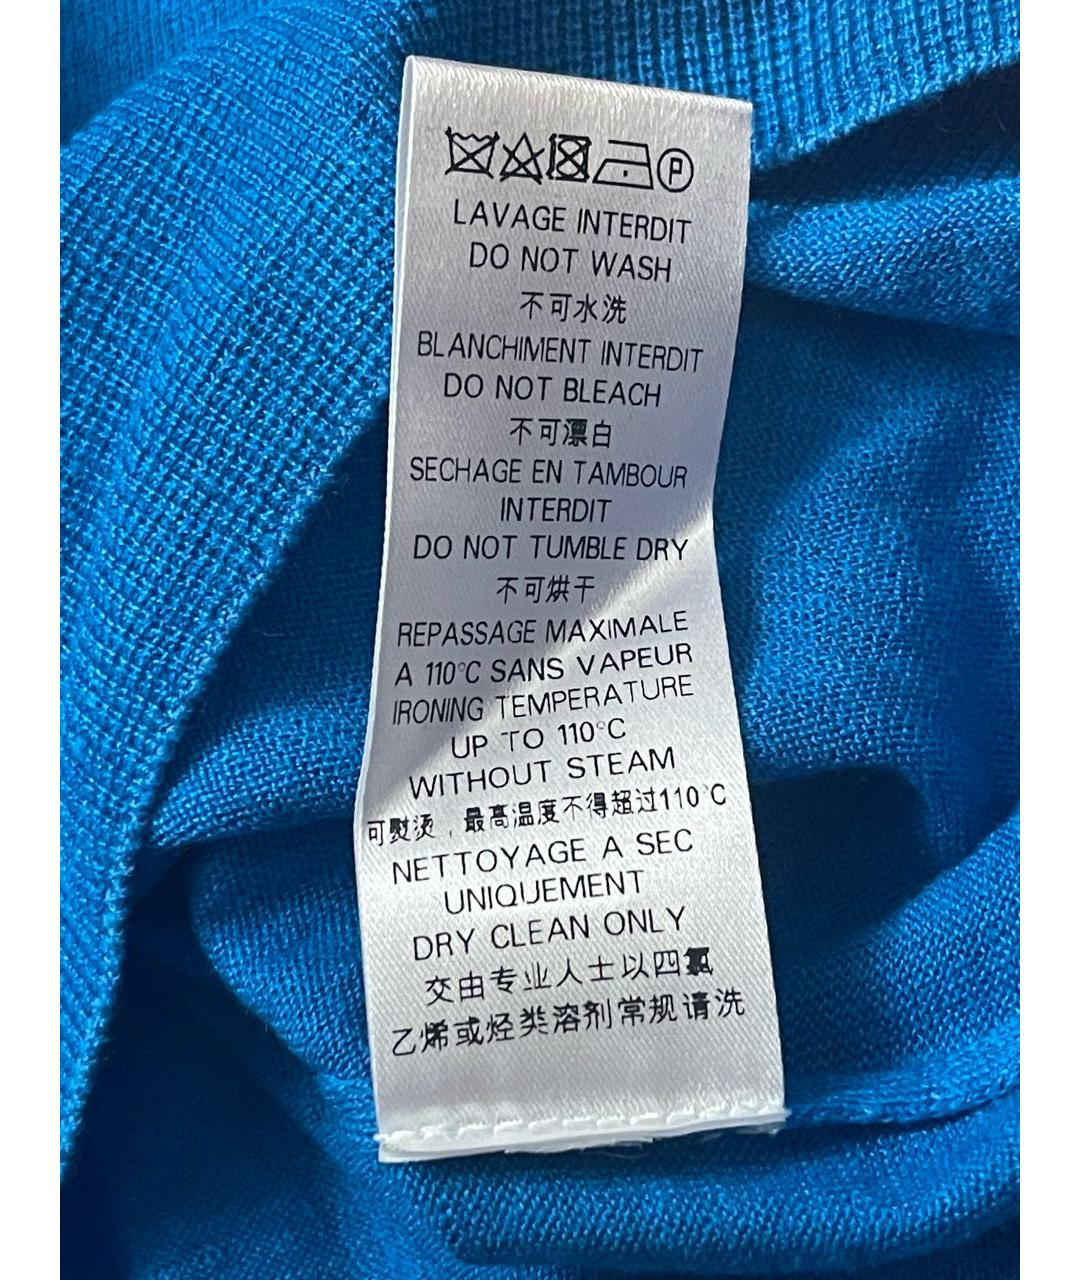 P
LAVAGE INTERDIT
DO NOT WASH
不可水洗
BLANCHIMENT INTERDIT
DO NOT BLEACH
不可漂白
SECHAGE EN TAMBOUR
INTERDIT
DO NOT TUMBLE DRY
不可烘干
REPASSAGE MAXIMALE
A 110°C SANS VAPEUR
IRONING TEMPERATURE
UP TO 110°C
WITHOUT STEAM
可熨烫，最高温度不得超过110°C
NETTOYAGE A SEC
UNIQUEMENT
DRY CLEAN ONLY
交由专业人士以四氯
乙烯或烃类溶剂常规请洗